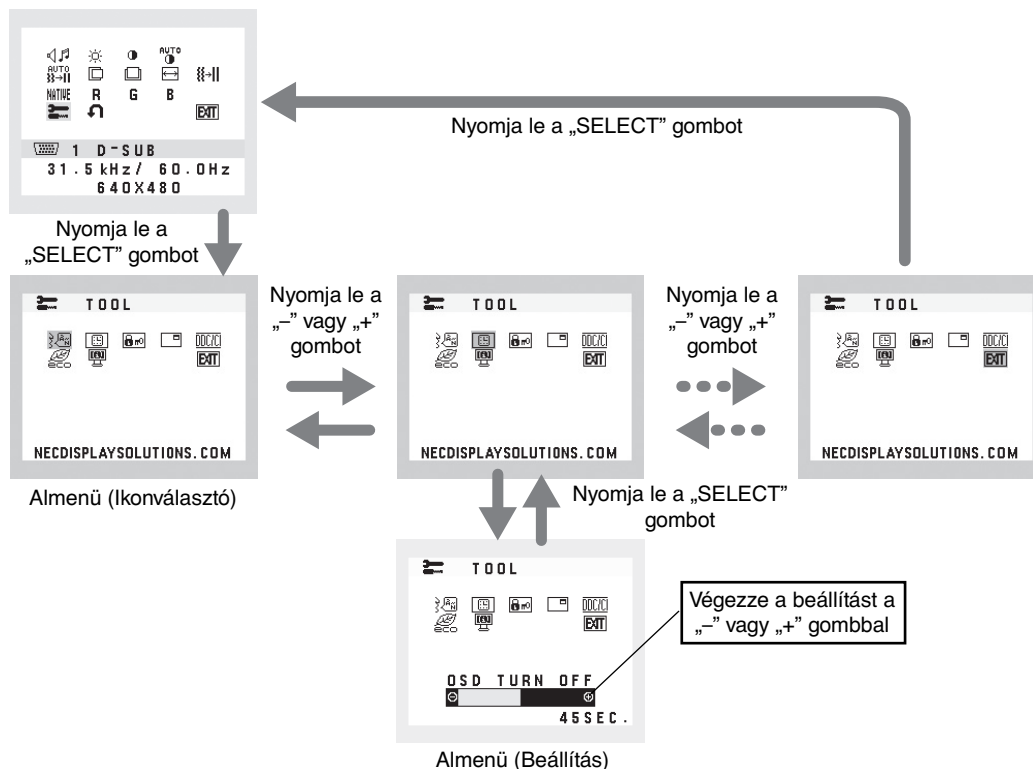 AUTO
AUTO
NATIVE R G B
EXIT
1 D-SUB
31.5 kHz/ 60.0Hz
640X480
Nyomja le a „SELECT” gombot
Nyomja le a
„SELECT” gombot
TOOL
DDC/CI
eco
EXIT
NECDISPLAYSOLUTIONS.COM
Almenü (Ikonválasztó)
Nyomja le a
„–” vagy „+”
gombot
TOOL
DDC/CI
eco
EXIT
NECDISPLAYSOLUTIONS.COM
Nyomja le a
„–” vagy „+”
gombot
TOOL
DDC/CI
eco
EXIT
NECDISPLAYSOLUTIONS.COM
Nyomja le a „SELECT”
gombot
TOOL
DDC/CI
eco
EXIT
OSD TURN OFF
45SEC.
Végezze a beállítást a
„–” vagy „+” gombbal
Almenü (Beállítás)